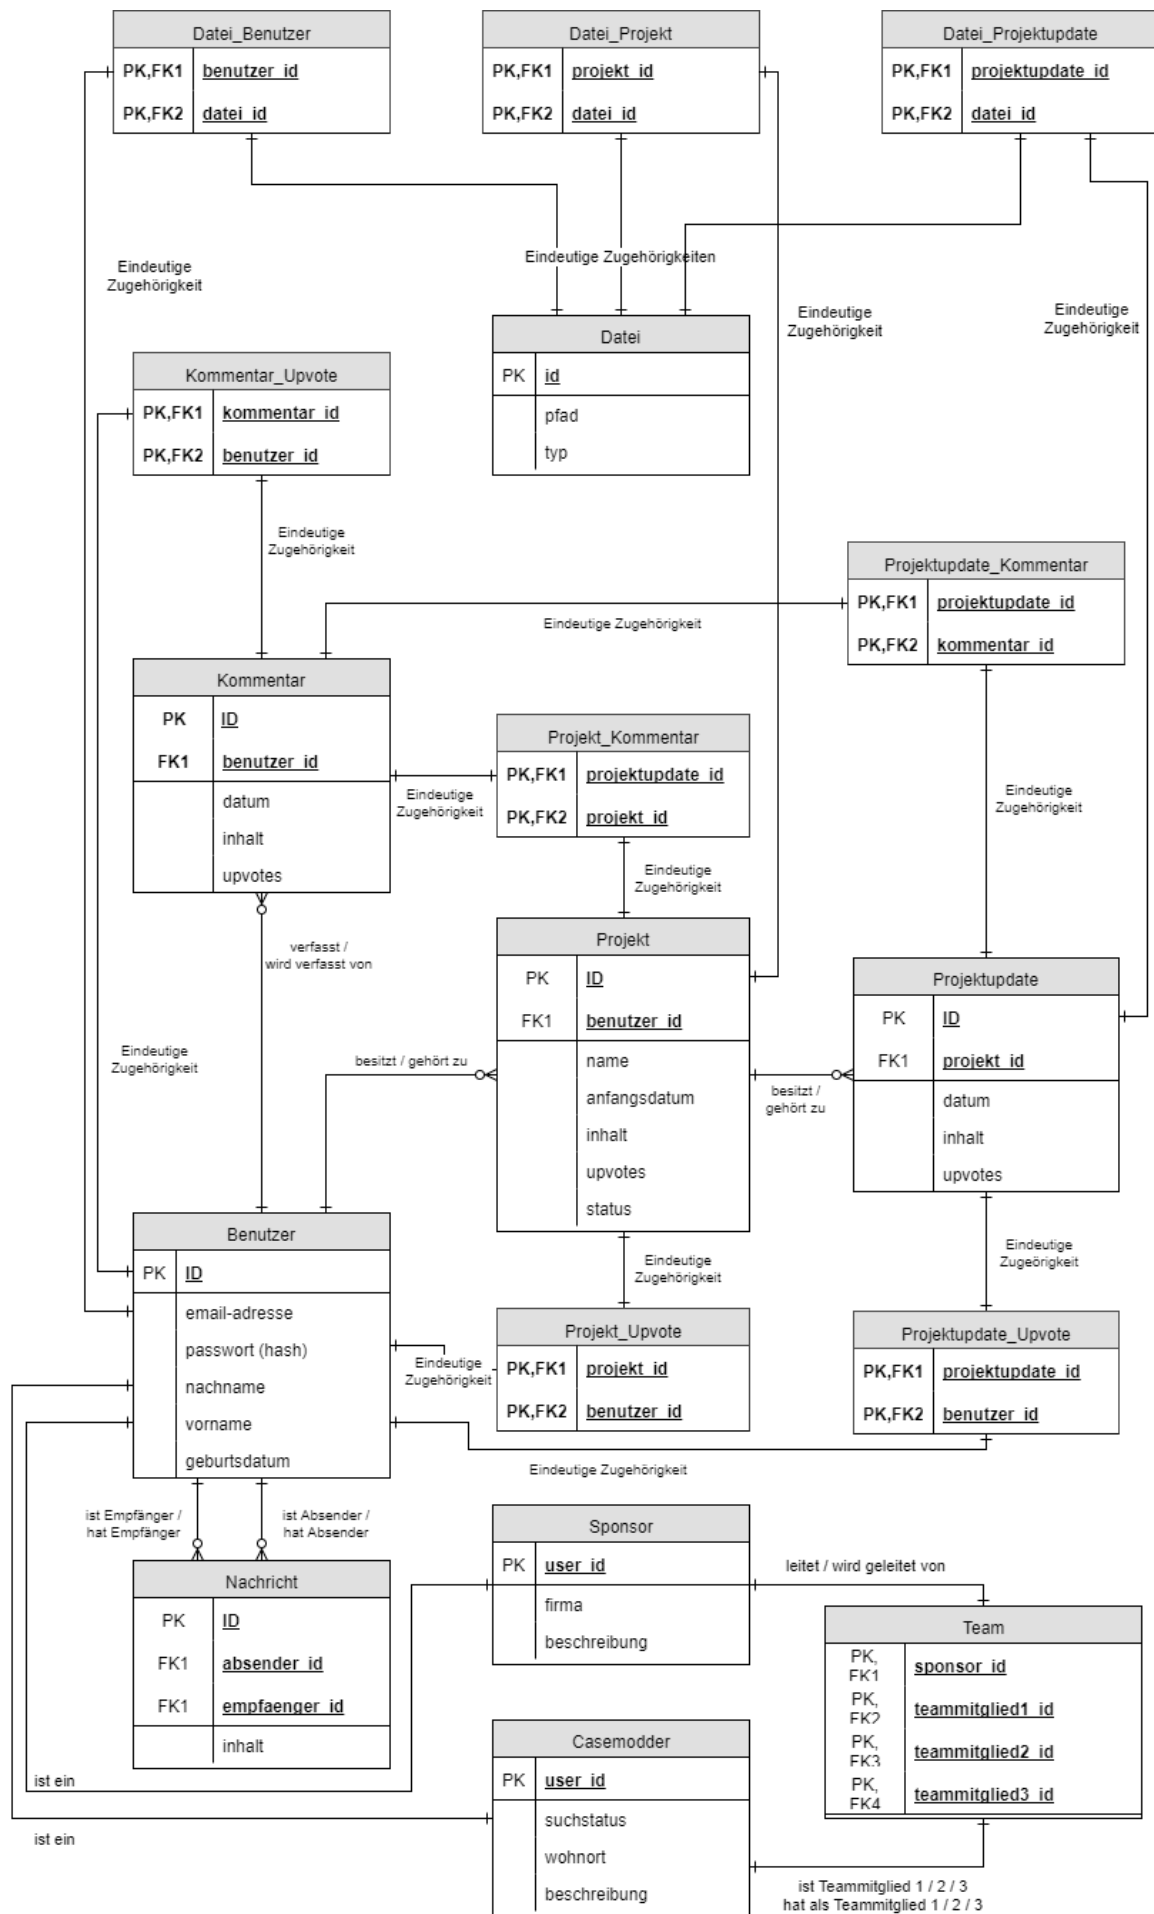 Datei_Benutzer
PK,FK1 benutzer_id
PK,FK2 datei_id
Datei_Projekt
PK,FK1 projekt_id
PK,FK2 datei_id
Datei_Projektupdate
PK,FK1 projektupdate_id
PK,FK2 datei_id
Eindeutige
Zugehörigkeit
Eindeutige Zugehörigkeiten
Eindeutige
Zugehörigkeit
Eindeutige
Zugehörigkeit
Datei
PK id
pfad
typ
Kommentar_Upvote
PK,FK1 kommentar_id
PK,FK2 benutzer_id
Eindeutige
Zugehörigkeit
Projektupdate_Kommentar
PK,FK1 projektupdate_id
PK,FK2 kommentar_id
Eindeutige Zugehörigkeit
Kommentar
PK ID
FK1 benutzer_id
datum
inhalt
upvotes
Projekt_Kommentar
PK,FK1 projektupdate_id
PK,FK2 projekt_id
Eindeutige
Zugehörigkeit
Eindeutige
Zugehörigkeit
Eindeutige
Zugehörigkeit
verfasst /
wird verfasst von
Projekt
PK ID
FK1 benutzer_id
name
anfangsdatum
inhalt
upvotes
status
Projektupdate
PK ID
FK1 projekt_id
datum
inhalt
upvotes
Eindeutige
Zugehörigkeit
besitzt / gehört zu
besitzt /
gehört zu
Benutzer
PK ID
email-adresse
passwort (hash)
nachname
vorname
geburtsdatum
Eindeutige
Zugehörigkeit
Eindeutige
Zugeörigkeit
Projekt_Upvote
PK,FK1 projekt_id
PK,FK2 benutzer_id
Eindeutige
Zugehörigkeit
Projektupdate_Upvote
PK,FK1 projektupdate_id
PK,FK2 benutzer_id
Eindeutige Zugehörigkeit
ist Empfänger /
hat Empfänger
ist Absender /
hat Absender
Nachricht
PK ID
FK1 absender_id
FK1 empfaenger_id
inhalt
Sponsor
PK user_id
firma
beschreibung
leitet / wird geleitet von
Team
PK,
FK1 sponsor_id
PK,
FK2 teammitglied1_id
PK,
FK3 teammitglied2_id
PK,
FK4 teammitglied3_id
Casemodder
PK user_id
suchstatus
wohnort
beschreibung
ist ein
ist ein
ist Teammitglied 1 / 2 / 3
hat als Teammitglied 1 / 2 / 3